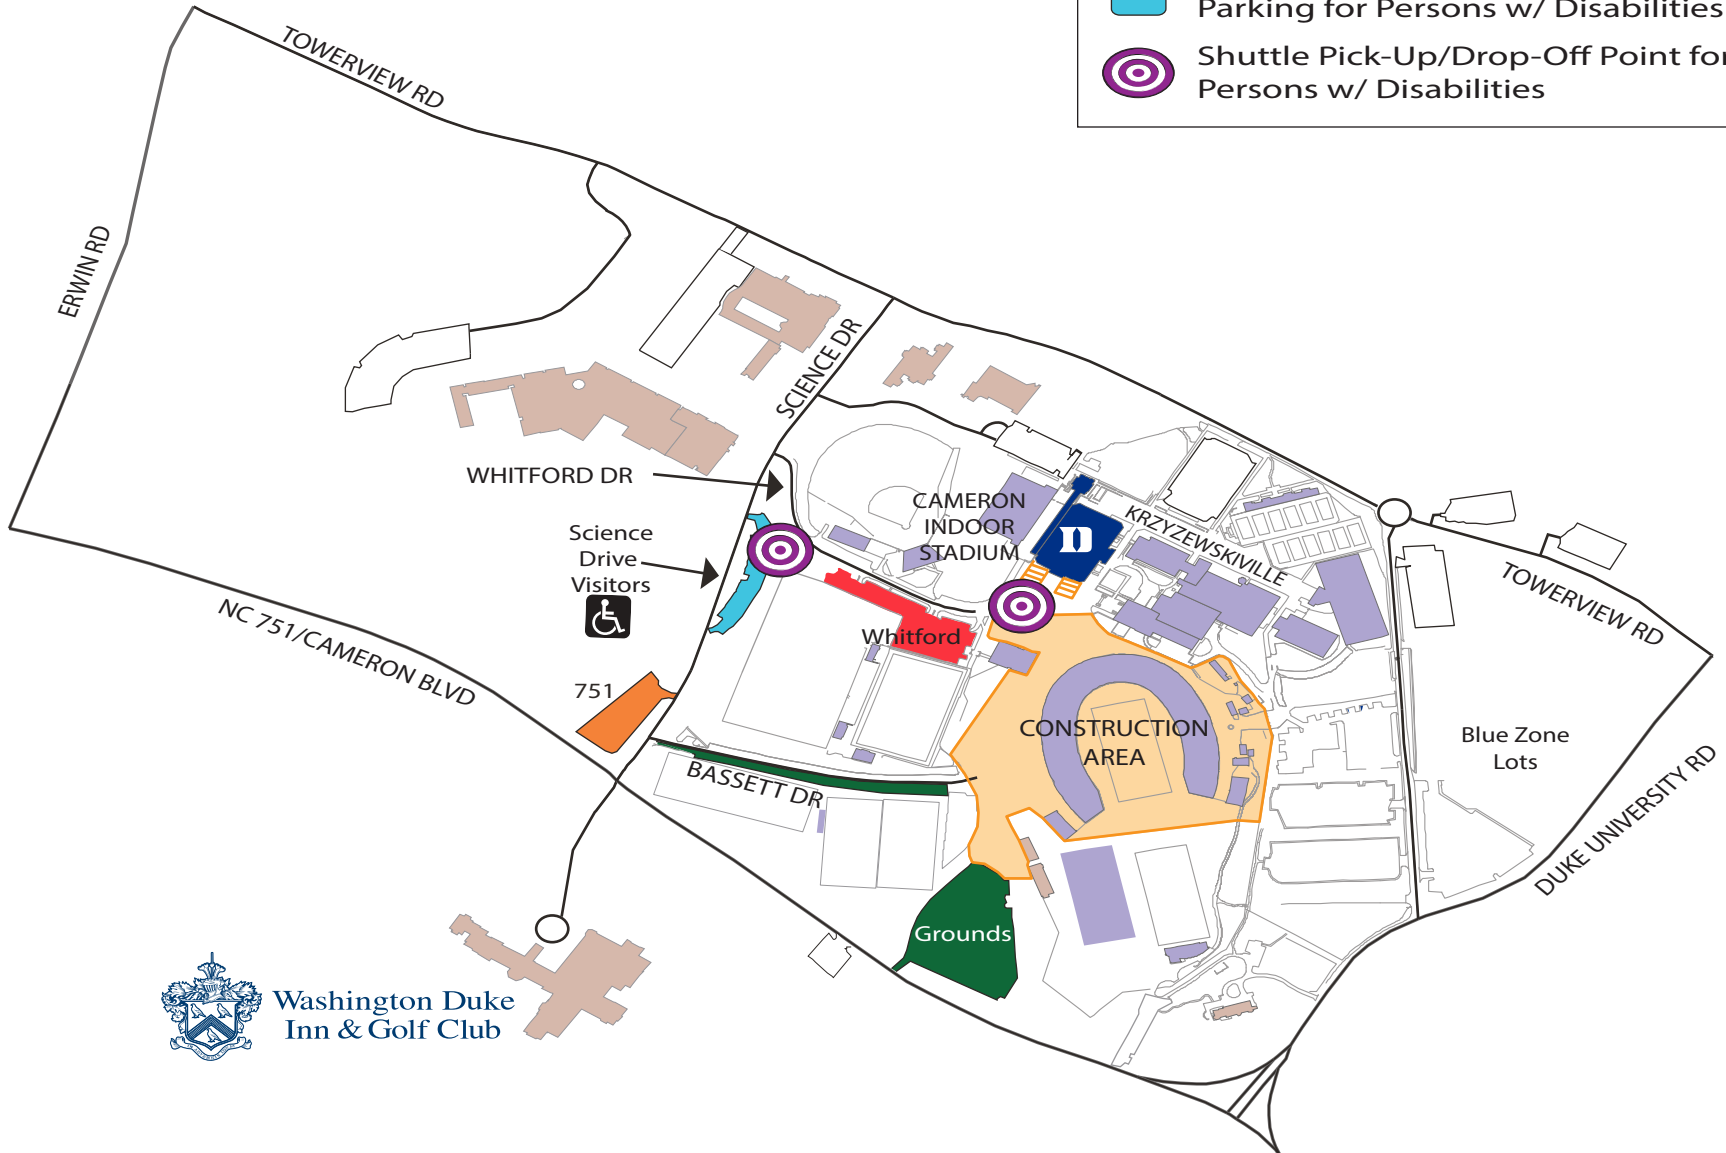 Parking for Persons w/ Disabilities
Shuttle Pick-Up/Drop-Off Point for
Persons w/ Disabilities
TOWERVIEW RD
ERWIN RD
SCIENCE DR
WHITFORD DR
CAMERON
INDOOR
STADIUM
D
KRZYZEWSKIVILLE
Science
Drive
Visitors
TOWERVIEW RD
NC 751/CAMERON BLVD
Whitford
751
CONSTRUCTION
AREA
Blue Zone
Lots
BASSETT DR
DUKE UNIVERSITY RD
Grounds
Washington Duke
Inn & Golf Club